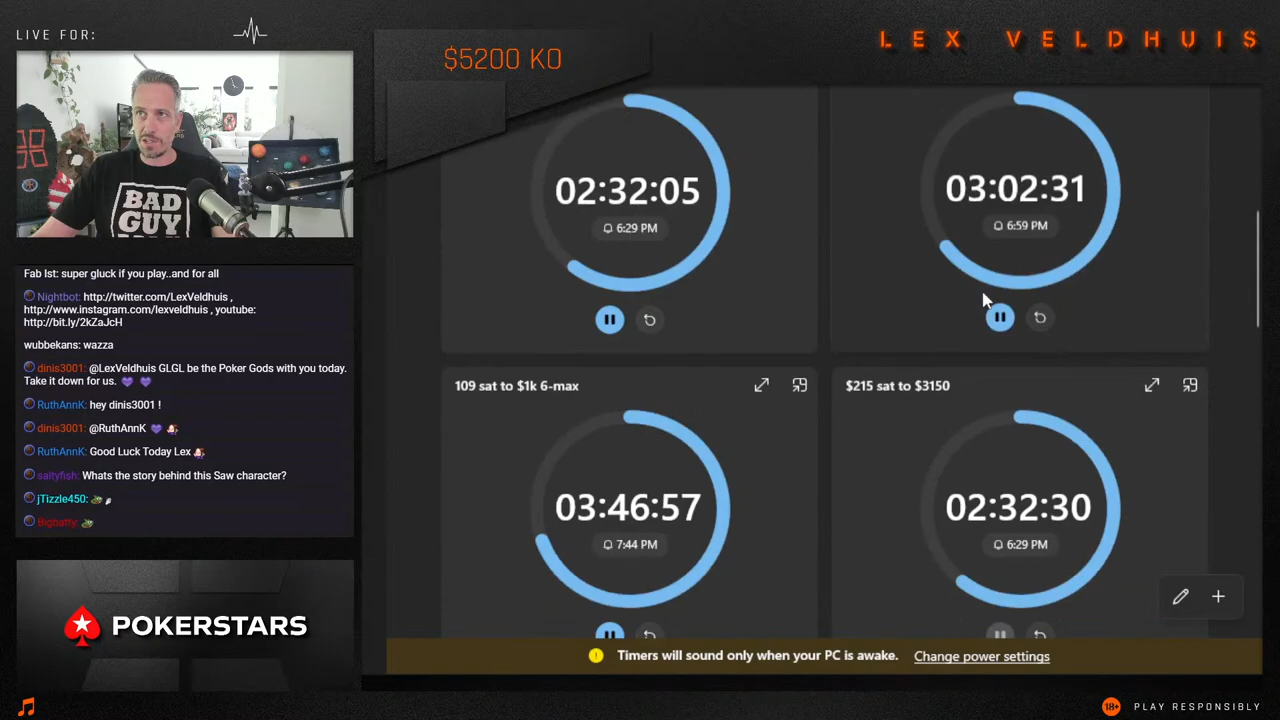 LIVE FOR:
$5200 KO
LEX VELDHUIS
BAD
GUY
Fab Ist: super gluck if you play..and for all
Nightbot: http://twitter.com/LexVeldhuis ,
http://www.instagram.com/lexveldhuis , youtube:
http://bit.ly/2kZaJcH
wubbekans: wazza
dinis3001: @LexVeldhuis GLGL be the Poker Gods with you today.
Take it down for us.
RuthAnnK: hey dinis3001 !
dinis3001: @RuthAnnK
RuthAnnK: Good Luck Today Lex
saltyfish: Whats the story behind this Saw character?
jTizzle450:
Bigbatty:
02:32:05
6:29 PM
03:02:31
6:59 PM
109 sat to $1k 6-max
03:46:57
7:44 PM
$215 sat to $3150
02:32:30
6:29 PM
Timers will sound only when your PC is awake. Change power settings
POKERSTARS
18+ PLAY RESPONSIBLY